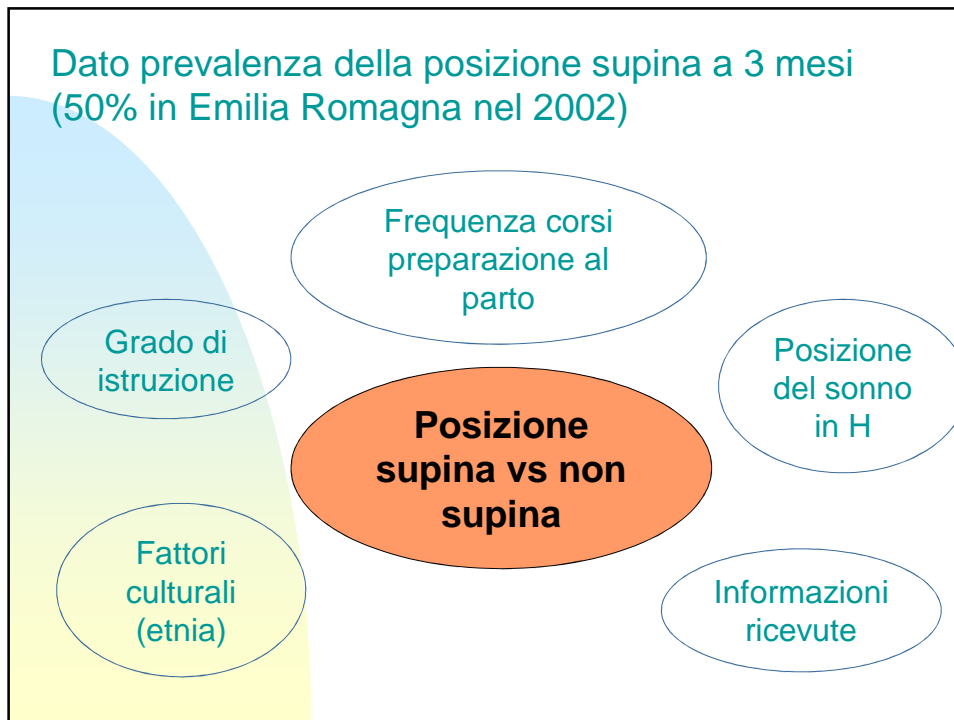 Dato prevalenza della posizione supina a 3 mesi
(50% in Emilia Romagna nel 2002)
Frequenza corsi
preparazione al
parto
Grado di
istruzione
Posizione
del sonno
in H
Posizione
supina vs non
supina
Fattori
culturali
(etnia)
Informazioni
ricevute